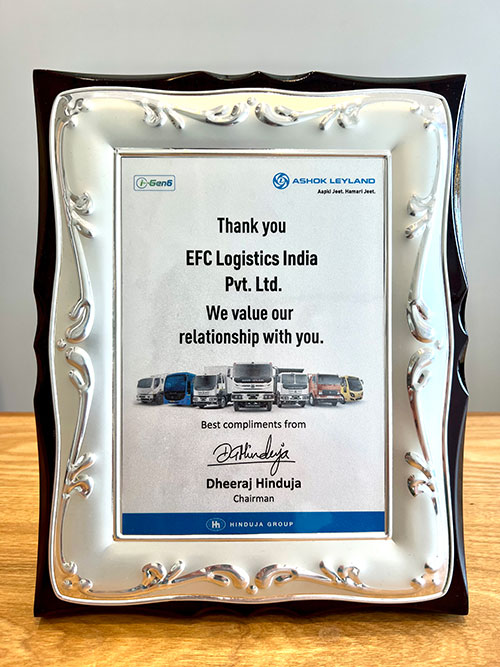 i-Gen6
ASHOK LEYLAND
Aapki Jeet. Hamari Jeet.
Thank you
EFC Logistics India
Pvt. Ltd.
We value our
relationship with you.
Best compliments from
DGHinduja
Dheeraj Hinduja
Chairman
HINDUJA GROUP